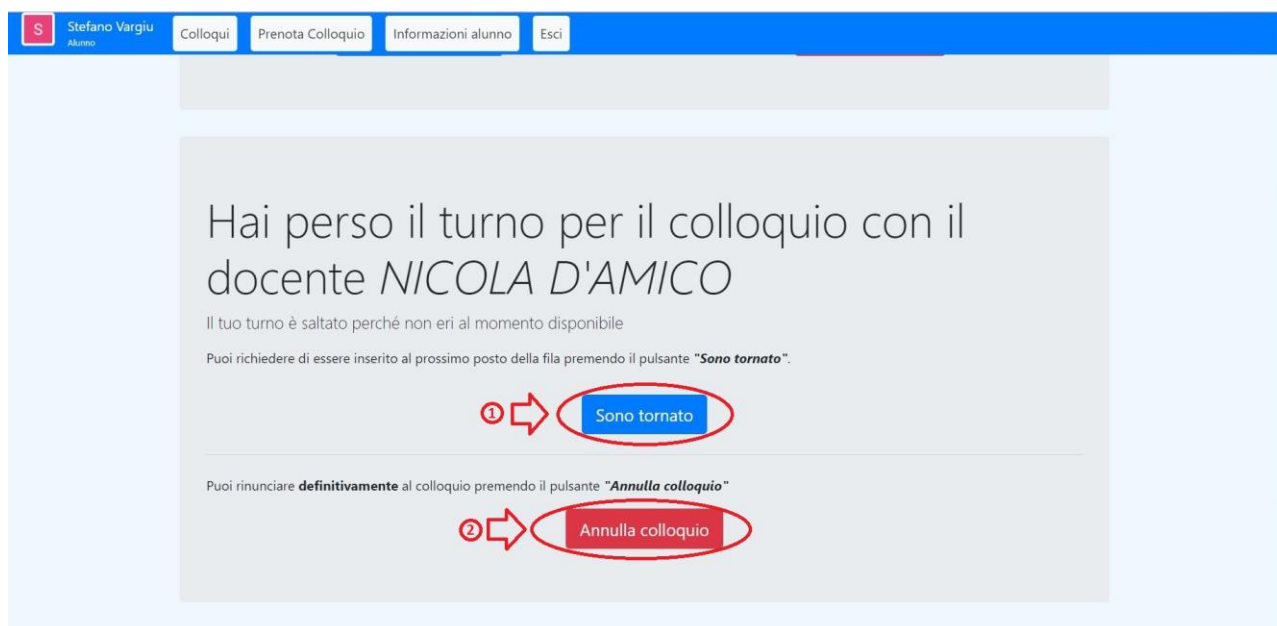 S
Stefano Vargiu
Alunno
Colloqui
Prenota Colloquio
Informazioni alunno
Esci
Hai perso il turno per il colloquio con il
docente NICOLA D'AMICO
Il tuo turno è saltato perché non eri al momento disponibile
Puoi richiedere di essere inserito al prossimo posto della fila premendo il pulsante "Sono tornato".
1
Sono tornato
Puoi rinunciare definitivamente al colloquio premendo il pulsante "Annulla colloquio"
2
Annulla colloquio